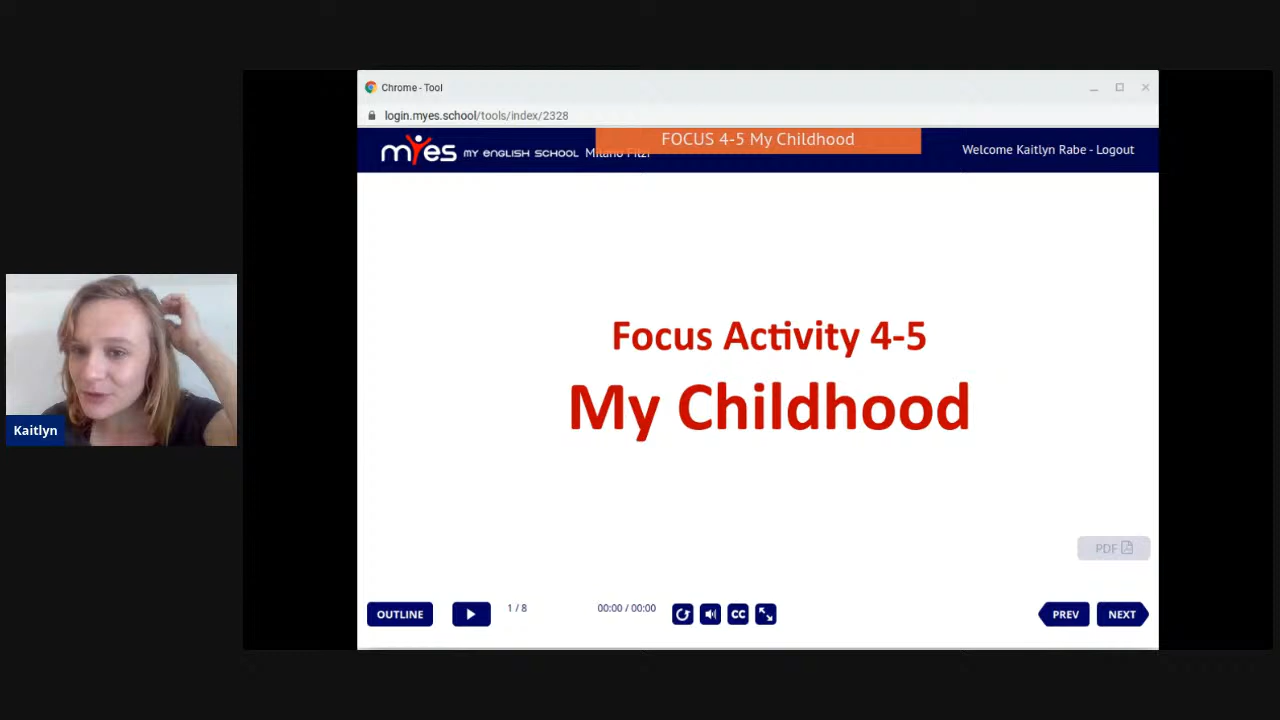 Chrome - Tool
login.myes.school/tools/index/2328
FOCUS 4-5 My Childhood
myes MY ENGLISH SCHOOL Milano Filzi
Welcome Kaitlyn Rabe - Logout
Focus Activity 4-5
My Childhood
Kaitlyn
PDF
OUTLINE
1 / 8
00:00 / 00:00
CC
PREV
NEXT